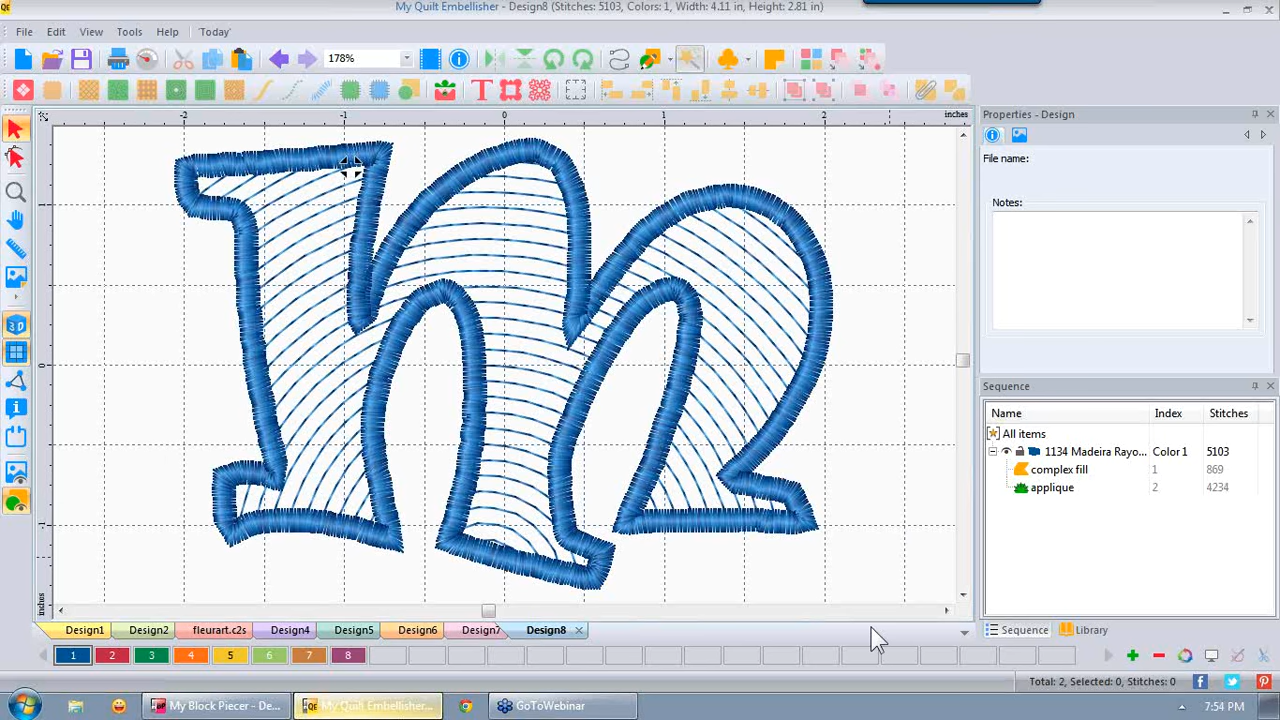 My Quilt Embellisher - Design8 (Stitches: 5103, Colors: 1, Width: 4.11 in, Height: 2.81 in)
File Edit View Tools Help Today
178%
Properties - Design
-2 -1 0 1 2 inches
File name:
Notes:
0
inches
Sequence
Name Index Stitches
All items
1134 Madeira Rayo... Color 1 5103
complex fill 1 869
applique 2 4234
Design1 Design2 fleurart.c2s Design4 Design5 Design6 Design7 Design8
Sequence Library
1 2 3 4 5 6 7 8
Total: 2, Selected: 0, Stitches: 0
My Block Piecer - De... My Quilt Embellisher... GoToWebinar 7:54 PM